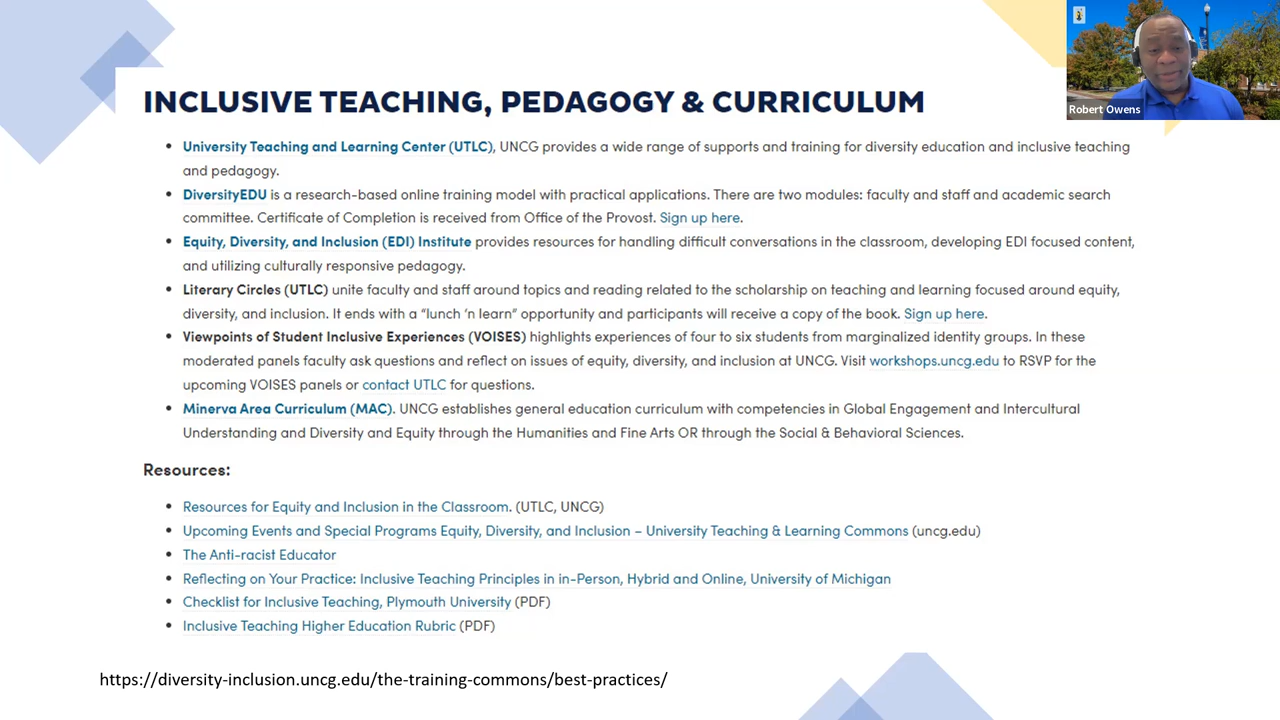 INCLUSIVE TEACHING, PEDAGOGY & CURRICULUM
Robert Owens
• University Teaching and Learning Center (UTLC), UNCG provides a wide range of supports and training for diversity education and inclusive teaching
and pedagogy.
• DiversityEDU is a research-based online training model with practical applications. There are two modules: faculty and staff and academic search
committee. Certificate of Completion is received from Office of the Provost. Sign up here.
• Equity, Diversity, and Inclusion (EDI) Institute provides resources for handling difficult conversations in the classroom, developing EDI focused content,
and utilizing culturally responsive pedagogy.
• Literary Circles (UTLC) unite faculty and staff around topics and reading related to the scholarship on teaching and learning focused around equity,
diversity, and inclusion. It ends with a “lunch ‘n learn” opportunity and participants will receive a copy of the book. Sign up here.
• Viewpoints of Student Inclusive Experiences (VOISES) highlights experiences of four to six students from marginalized identity groups. In these
moderated panels faculty ask questions and reflect on issues of equity, diversity, and inclusion at UNCG. Visit workshops.uncg.edu to RSVP for the
upcoming VOISES panels or contact UTLC for questions.
• Minerva Area Curriculum (MAC). UNCG establishes general education curriculum with competencies in Global Engagement and Intercultural
Understanding and Diversity and Equity through the Humanities and Fine Arts OR through the Social & Behavioral Sciences.
Resources:
• Resources for Equity and Inclusion in the Classroom. (UTLC, UNCG)
• Upcoming Events and Special Programs Equity, Diversity, and Inclusion – University Teaching & Learning Commons (uncg.edu)
• The Anti-racist Educator
• Reflecting on Your Practice: Inclusive Teaching Principles in in-Person, Hybrid and Online, University of Michigan
• Checklist for Inclusive Teaching, Plymouth University (PDF)
• Inclusive Teaching Higher Education Rubric (PDF)
https://diversity-inclusion.uncg.edu/the-training-commons/best-practices/